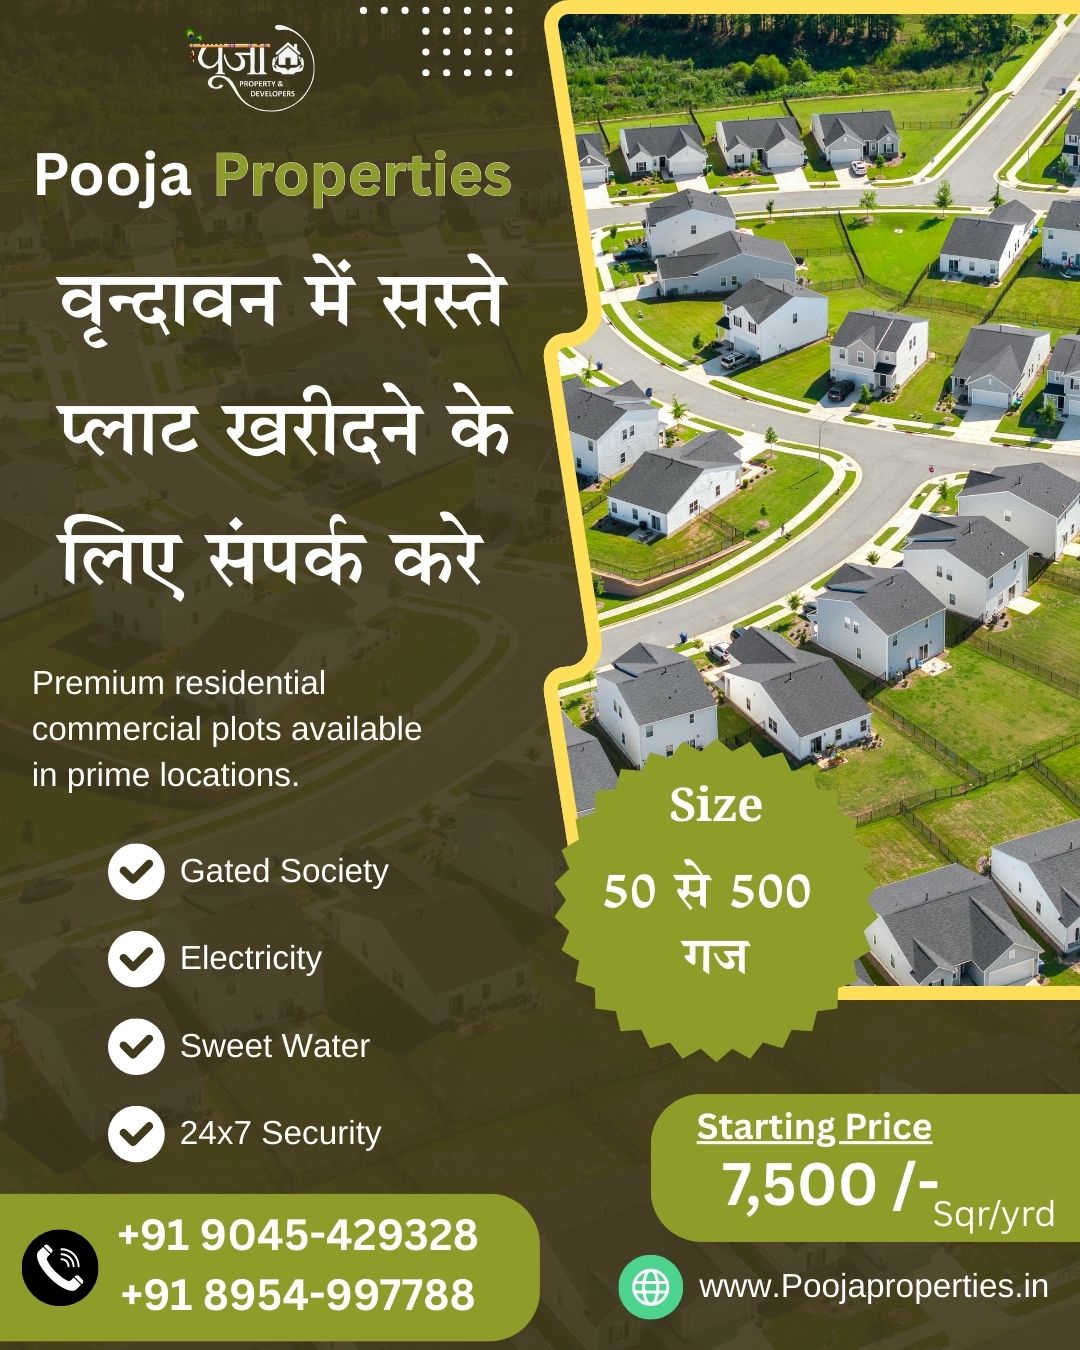 पूजा
PROPERTY &
DEVELOPERS
Pooja Properties
वृन्दावन में सस्ते
प्लाट खरीदने के
लिए संपर्क करे
Premium residential
commercial plots available
in prime locations.
Gated Society
Electricity
Sweet Water
24x7 Security
Size
50 से 500
गज
Starting Price
7,500 /-
Sqr/yrd
+91 9045-429328
+91 8954-997788
www.Poojaproperties.in